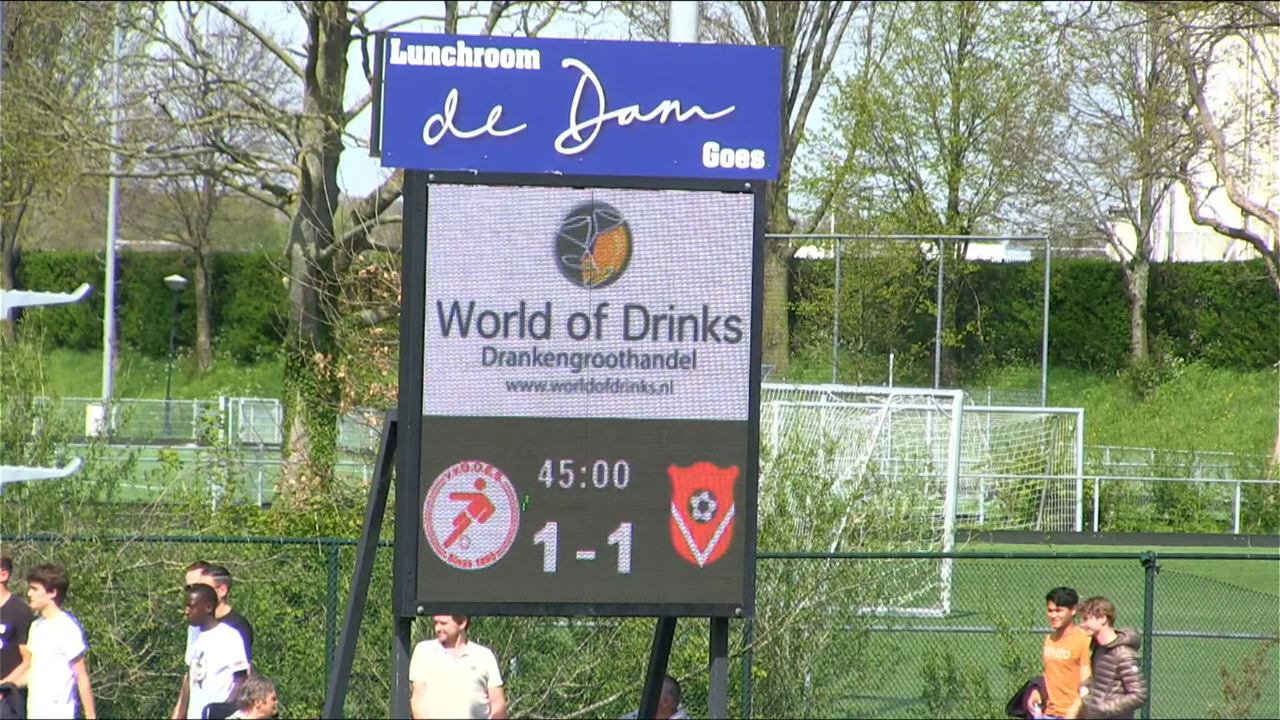 Lunchroom
de Dam
Goes
World of Drinks
Drankengroothandel
www.worldofdrinks.nl
45:00
1-1